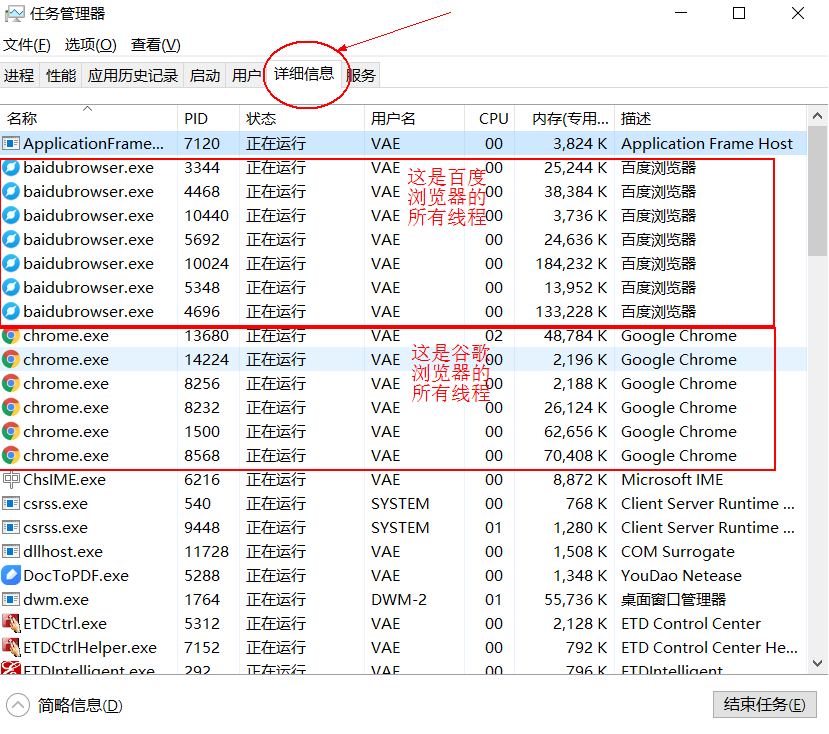 任务管理器
文件(F) 选项(O) 查看(V)
进程 性能 应用历史记录 启动 用户 详细信息 服务
名称 PID 状态 用户名 CPU 内存(专用... 描述
ApplicationFrame... 7120 正在运行 VAE 00 3,824 K Application Frame Host
baidubrowser.exe 3344 正在运行 VAE 00 25,244 K 百度浏览器
baidubrowser.exe 4468 正在运行 VAE 00 38,384 K 百度浏览器
baidubrowser.exe 10440 正在运行 VAE 00 3,736 K 百度浏览器
baidubrowser.exe 5692 正在运行 VAE 00 24,636 K 百度浏览器
baidubrowser.exe 10024 正在运行 VAE 00 184,232 K 百度浏览器
baidubrowser.exe 5348 正在运行 VAE 00 13,952 K 百度浏览器
baidubrowser.exe 4696 正在运行 VAE 00 133,228 K 百度浏览器
这是百度
浏览器的
所有线程
chrome.exe 13680 正在运行 VAE 02 48,784 K Google Chrome
chrome.exe 14224 正在运行 VAE 00 2,196 K Google Chrome
chrome.exe 8256 正在运行 VAE 00 2,188 K Google Chrome
chrome.exe 8232 正在运行 VAE 00 26,124 K Google Chrome
chrome.exe 1500 正在运行 VAE 00 62,656 K Google Chrome
chrome.exe 8568 正在运行 VAE 00 70,408 K Google Chrome
这是谷歌
浏览器的
所有线程
ChsIME.exe 6216 正在运行 VAE 00 8,872 K Microsoft IME
csrss.exe 540 正在运行 SYSTEM 00 768 K Client Server Runtime ...
csrss.exe 9448 正在运行 SYSTEM 01 1,280 K Client Server Runtime ...
dllhost.exe 11728 正在运行 VAE 00 1,508 K COM Surrogate
DocToPDF.exe 5288 正在运行 VAE 00 1,348 K YouDao Netease
dwm.exe 1764 正在运行 DWM-2 01 55,736 K 桌面窗口管理器
ETDCtrl.exe 5312 正在运行 VAE 00 2,128 K ETD Control Center
ETDCtrlHelper.exe 7152 正在运行 VAE 00 792 K ETD Control Center He...
ETDIntelligent.exe 292 正在运行 VAE 00 796 K ETDIntelligent
简略信息(D) 结束任务(E)